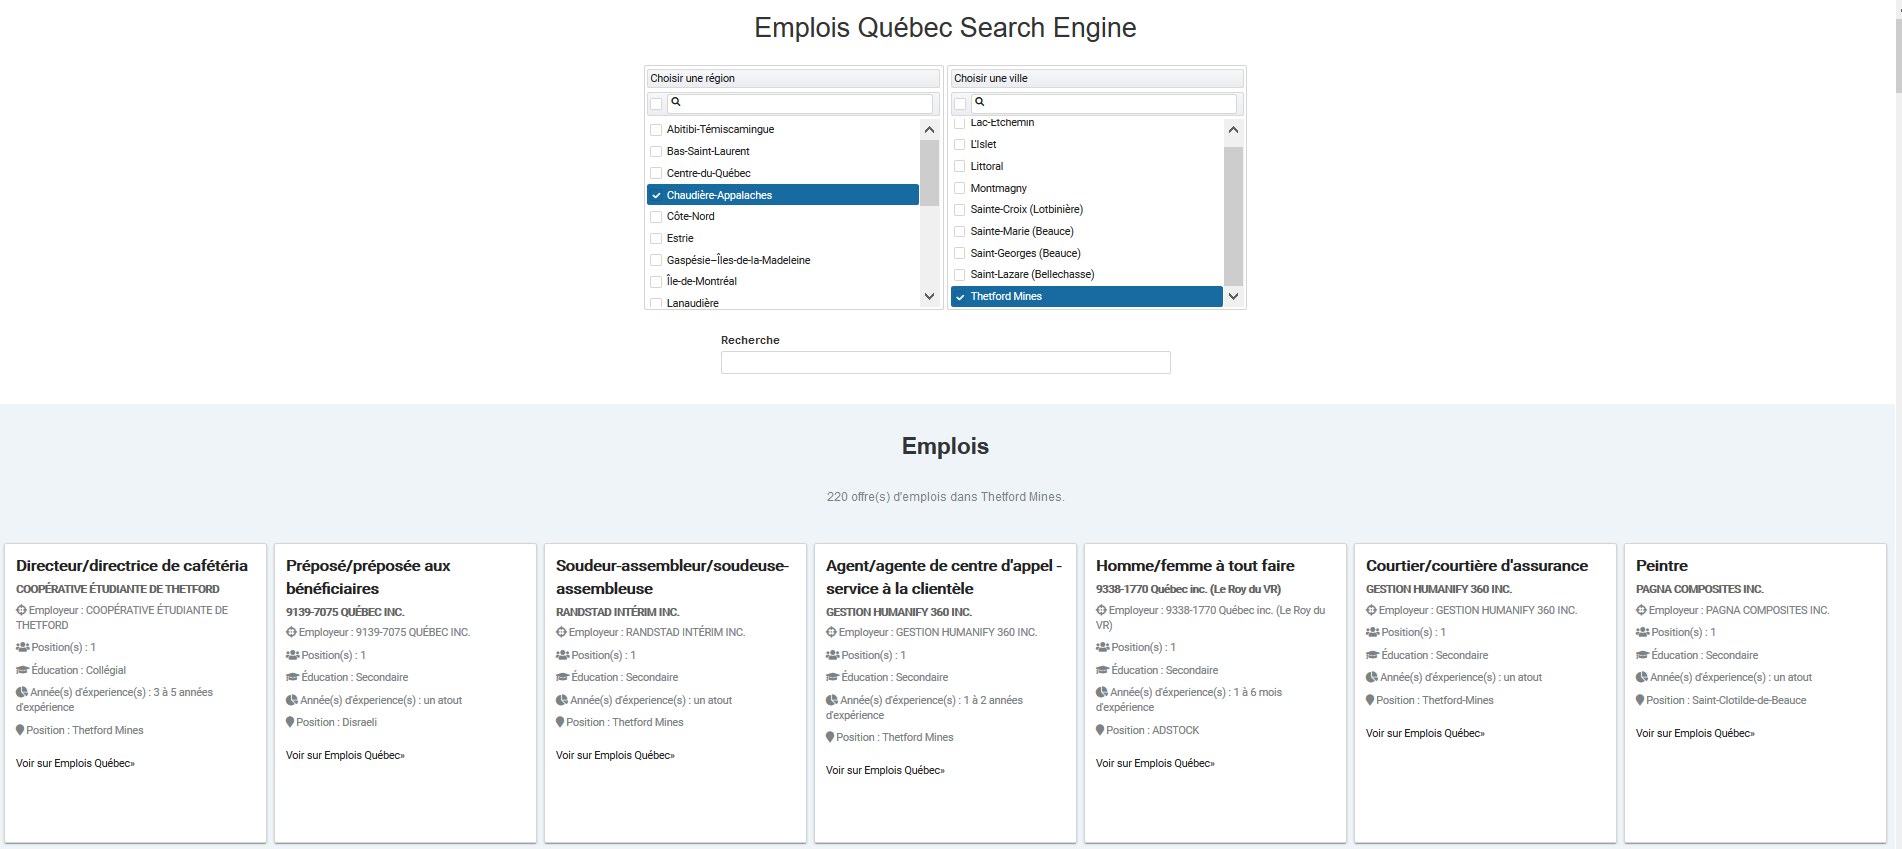 Emplois Québec Search Engine
Choisir une région
Abitibi-Témiscamingue
Bas-Saint-Laurent
Centre-du-Québec
Chaudière-Appalaches
Côte-Nord
Estrie
Gaspésie–Îles-de-la-Madeleine
Île-de-Montréal
Lanaudière
Choisir une ville
Lac-Etchemin
L'Islet
Littoral
Montmagny
Sainte-Croix (Lotbinière)
Sainte-Marie (Beauce)
Saint-Georges (Beauce)
Saint-Lazare (Bellechasse)
Thetford Mines
Recherche
Emplois
220 offre(s) d'emplois dans Thetford Mines.
Directeur/directrice de cafétéria
COOPÉRATIVE ÉTUDIANTE DE THETFORD
Employeur : COOPÉRATIVE ÉTUDIANTE DE
THETFORD
Position(s) : 1
Éducation : Collégial
Année(s) d'éxperience(s) : 3 à 5 années
d'expérience
Position : Thetford Mines
Voir sur Emplois Québec»
Préposé/préposée aux
bénéficiaires
9139-7075 QUÉBEC INC.
Employeur : 9139-7075 QUÉBEC INC.
Position(s) : 1
Éducation : Secondaire
Année(s) d'éxperience(s) : un atout
Position : Disraeli
Voir sur Emplois Québec»
Soudeur-assembleur/soudeuse-
assembleuse
RANDSTAD INTÉRIM INC.
Employeur : RANDSTAD INTÉRIM INC.
Position(s) : 1
Éducation : Secondaire
Année(s) d'éxperience(s) : un atout
Position : Thetford Mines
Voir sur Emplois Québec»
Agent/agente de centre d'appel -
service à la clientèle
GESTION HUMANIFY 360 INC.
Employeur : GESTION HUMANIFY 360 INC.
Position(s) : 1
Éducation : Secondaire
Année(s) d'éxperience(s) : 1 à 2 années
d'expérience
Position : Thetford Mines
Voir sur Emplois Québec»
Homme/femme à tout faire
9338-1770 Québec inc. (Le Roy du VR)
Employeur : 9338-1770 Québec inc. (Le Roy du
VR)
Position(s) : 1
Éducation : Secondaire
Année(s) d'éxperience(s) : 1 à 6 mois
d'expérience
Position : ADSTOCK
Voir sur Emplois Québec»
Courtier/courtière d'assurance
GESTION HUMANIFY 360 INC.
Employeur : GESTION HUMANIFY 360 INC.
Position(s) : 1
Éducation : Secondaire
Année(s) d'éxperience(s) : un atout
Position : Thetford-Mines
Voir sur Emplois Québec»
Peintre
PAGNA COMPOSITES INC.
Employeur : PAGNA COMPOSITES INC.
Position(s) : 1
Éducation : Secondaire
Année(s) d'éxperience(s) : un atout
Position : Saint-Clotilde-de-Beauce
Voir sur Emplois Québec»